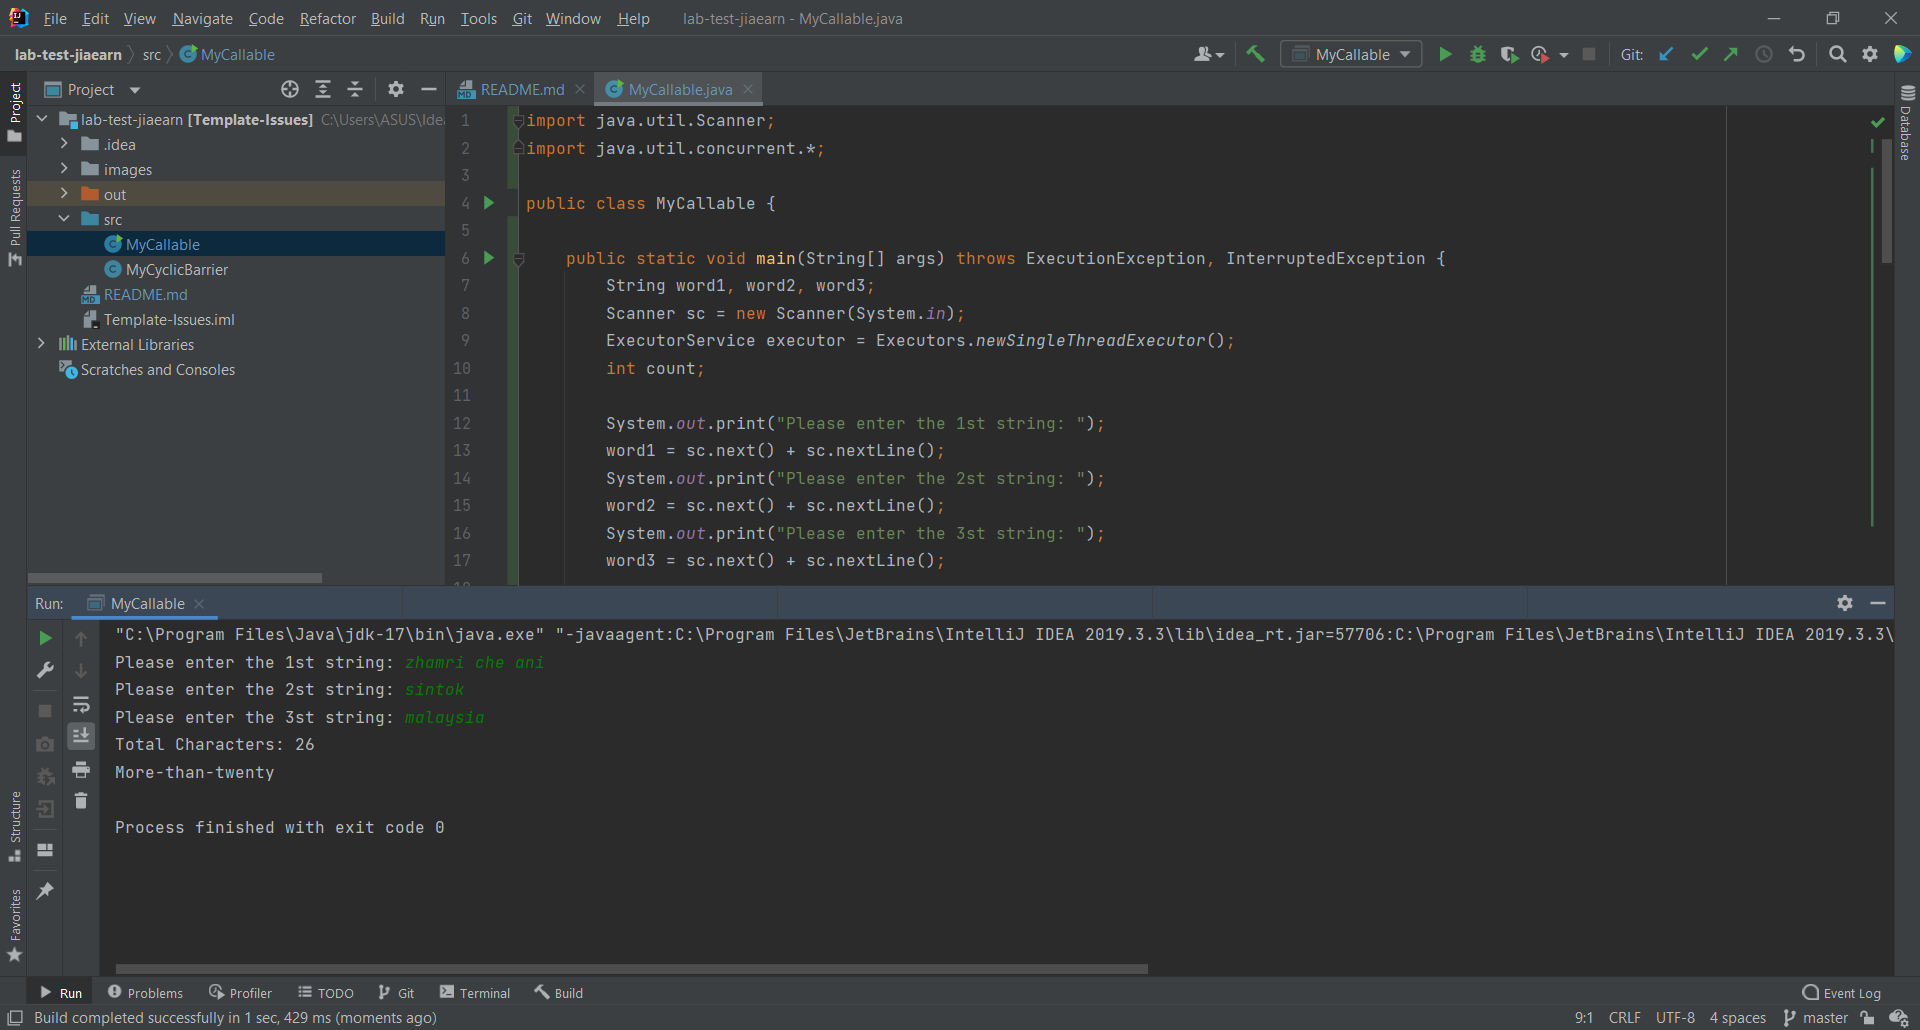 File Edit View Navigate Code Refactor Build Run Tools Git Window Help lab-test-jiaearn - MyCallable.java
lab-test-jiaearn src MyCallable
MyCallable
Git:
Project
README.md
MyCallable.java
lab-test-jiaearn [Template-Issues] C:\Users\ASUS\Idea
.idea
images
out
src
MyCallable
MyCyclicBarrier
README.md
Template-Issues.iml
External Libraries
Scratches and Consoles
Project
Pull Requests
Structure
Favorites
Database
1 import java.util.Scanner;
2 import java.util.concurrent.*;
3
4 public class MyCallable {
5
6 public static void main(String[] args) throws ExecutionException, InterruptedException {
7 String word1, word2, word3;
8 Scanner sc = new Scanner(System.in);
9 ExecutorService executor = Executors.newSingleThreadExecutor();
10 int count;
11
12 System.out.print("Please enter the 1st string: ");
13 word1 = sc.next() + sc.nextLine();
14 System.out.print("Please enter the 2st string: ");
15 word2 = sc.next() + sc.nextLine();
16 System.out.print("Please enter the 3st string: ");
17 word3 = sc.next() + sc.nextLine();
Run: MyCallable
"C:\Program Files\Java\jdk-17\bin\java.exe" "-javaagent:C:\Program Files\JetBrains\IntelliJ IDEA 2019.3.3\lib\idea_rt.jar=57706:C:\Program Files\JetBrains\IntelliJ IDEA 2019.3.3\
Please enter the 1st string: zhamri che ani
Please enter the 2st string: sintok
Please enter the 3st string: malaysia
Total Characters: 26
More-than-twenty
Process finished with exit code 0
Run Problems Profiler TODO Git Terminal Build Event Log
Build completed successfully in 1 sec, 429 ms (moments ago) 9:1 CRLF UTF-8 4 spaces master